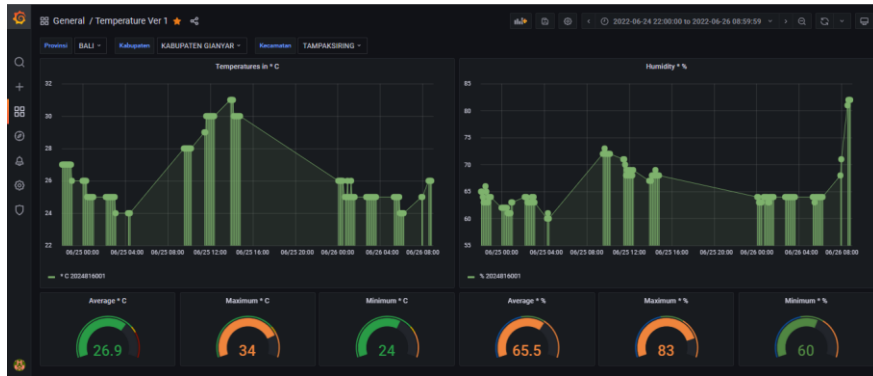 General / Temperature Ver 1
2022-06-24 22:00:00 to 2022-06-26 08:59:59
Provinsi BALI Kabupaten KABUPATEN GIANYAR Kecamatan TAMPAKSIRING
Temperatures in ° C
32
30
28
26
24
22
06/25 00:00 06/25 04:00 06/25 08:00 06/25 12:00 06/25 16:00 06/25 20:00 06/26 00:00 06/26 04:00 06/26 08:00
° C 2024816001
Humidity * %
85
80
75
70
65
60
55
06/25 00:00 06/25 04:00 06/25 08:00 06/25 12:00 06/25 16:00 06/25 20:00 06/26 00:00 06/26 04:00 06/26 08:00
% 2024816001
Average ° C
26.9
Maximum ° C
34
Minimum ° C
24
Average * %
65.5
Maximum * %
83
Minimum * %
60